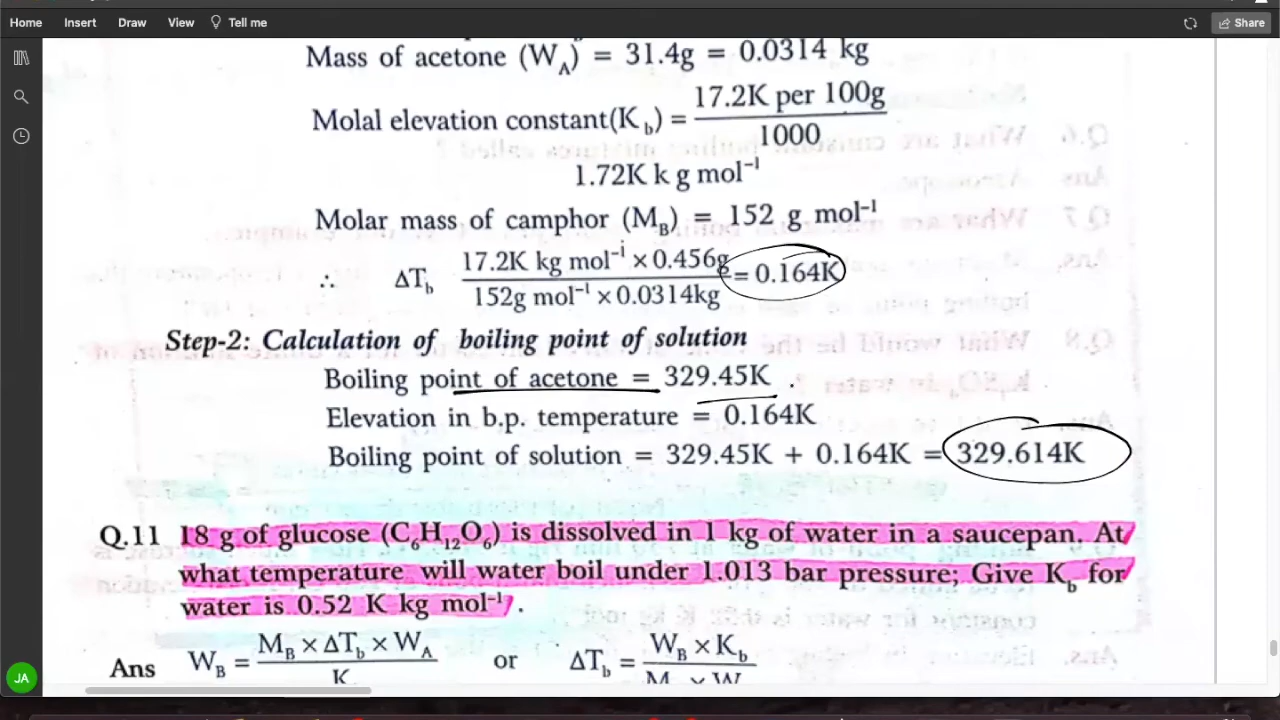 Home Insert Draw View Tell me Share
Mass of acetone (W_A) = 31.4g = 0.0314 kg
Molal elevation constant(K_b) = 17.2K per 100g / 1000
1.72K k g mol⁻¹
Molar mass of camphor (M_B) = 152 g mol⁻¹
∴ ΔT_b 17.2K kg mol⁻¹ × 0.456g / 152g mol⁻¹ × 0.0314kg = 0.164K
Step-2: Calculation of boiling point of solution
Boiling point of acetone = 329.45K .
Elevation in b.p. temperature = 0.164K
Boiling point of solution = 329.45K + 0.164K = 329.614K
Q.11 18 g of glucose (C₆H₁₂O₆) is dissolved in 1 kg of water in a saucepan. At
what temperature will water boil under 1.013 bar pressure; Give K_b for
water is 0.52 K kg mol⁻¹ .
Ans W_B = M_B × ΔT_b × W_A / K or ΔT_b = W_B × K_b / M × W
JA